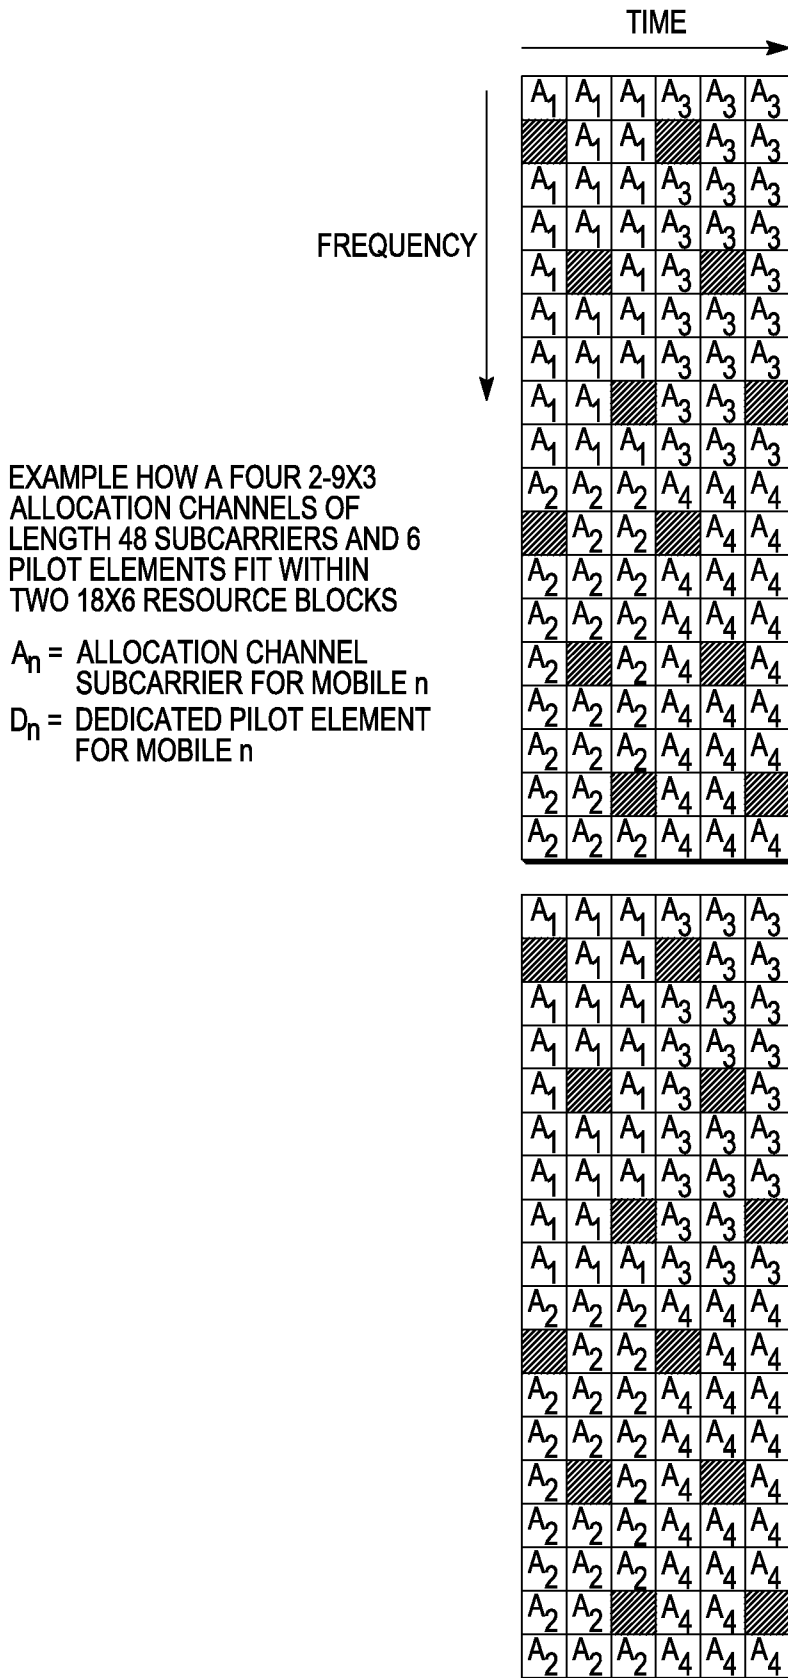 TIME
FREQUENCY
A1 A1 A1 A3 A3 A3
A1 A1 A3 A3
A1 A1 A1 A3 A3 A3
A1 A1 A1 A3 A3 A3
A1 A1 A3 A3
A1 A1 A1 A3 A3 A3
A1 A1 A1 A3 A3 A3
A1 A1 A3 A3
A1 A1 A1 A3 A3 A3
A2 A2 A2 A4 A4 A4
A2 A2 A4 A4
A2 A2 A2 A4 A4 A4
A2 A2 A2 A4 A4 A4
A2 A2 A4 A4
A2 A2 A2 A4 A4 A4
A2 A2 A2 A4 A4 A4
A2 A2 A4 A4
A2 A2 A2 A4 A4 A4
EXAMPLE HOW A FOUR 2-9X3
ALLOCATION CHANNELS OF
LENGTH 48 SUBCARRIERS AND 6
PILOT ELEMENTS FIT WITHIN
TWO 18X6 RESOURCE BLOCKS
An = ALLOCATION CHANNEL
SUBCARRIER FOR MOBILE n
Dn = DEDICATED PILOT ELEMENT
FOR MOBILE n
A1 A1 A1 A3 A3 A3
A1 A1 A3 A3
A1 A1 A1 A3 A3 A3
A1 A1 A1 A3 A3 A3
A1 A1 A3 A3
A1 A1 A1 A3 A3 A3
A1 A1 A1 A3 A3 A3
A1 A1 A3 A3
A1 A1 A1 A3 A3 A3
A2 A2 A2 A4 A4 A4
A2 A2 A4 A4
A2 A2 A2 A4 A4 A4
A2 A2 A2 A4 A4 A4
A2 A2 A4 A4
A2 A2 A2 A4 A4 A4
A2 A2 A2 A4 A4 A4
A2 A2 A4 A4
A2 A2 A2 A4 A4 A4